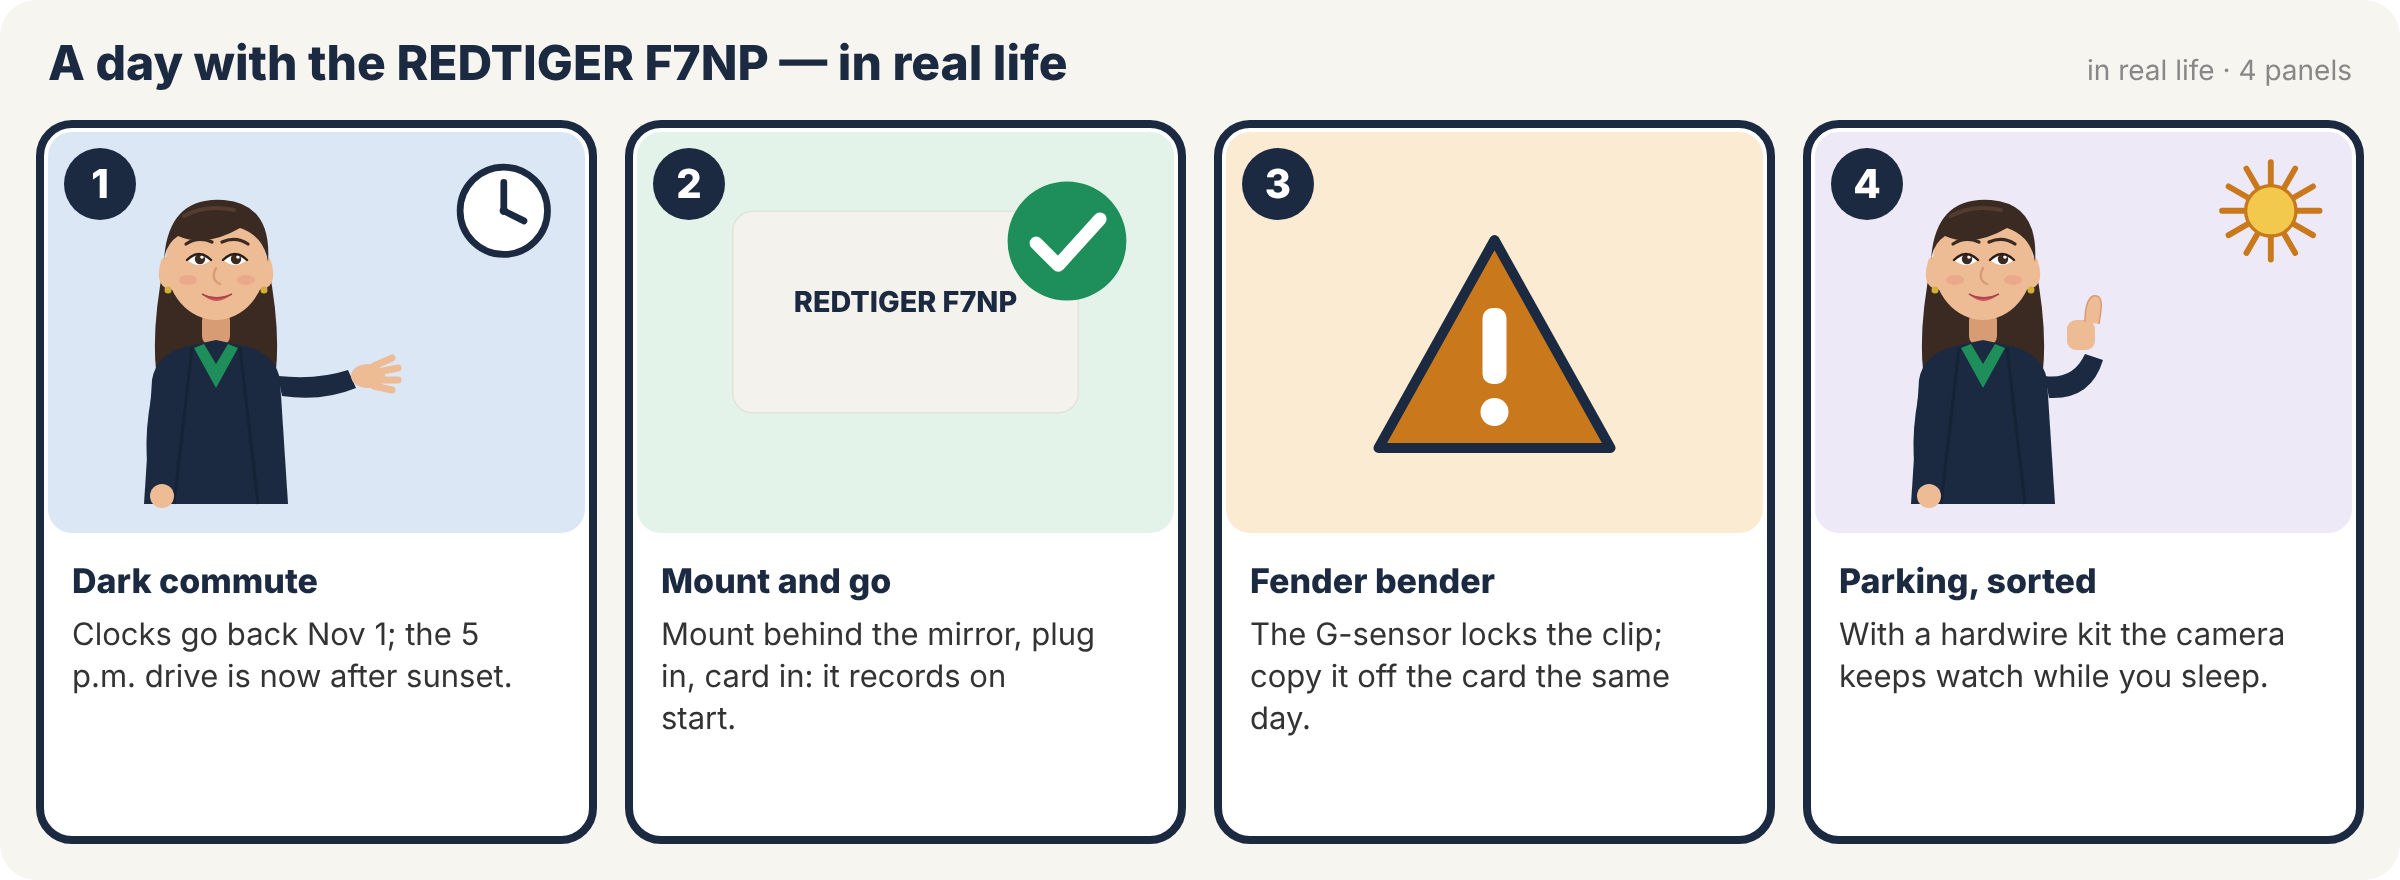 A day with the REDTIGER F7NP — in real life
in real life · 4 panels
1
Dark commute
Clocks go back Nov 1; the 5
p.m. drive is now after sunset.
2
REDTIGER F7NP
Mount and go
Mount behind the mirror, plug
in, card in: it records on
start.
3
Fender bender
The G-sensor locks the clip;
copy it off the card the same
day.
4
Parking, sorted
With a hardwire kit the camera
keeps watch while you sleep.